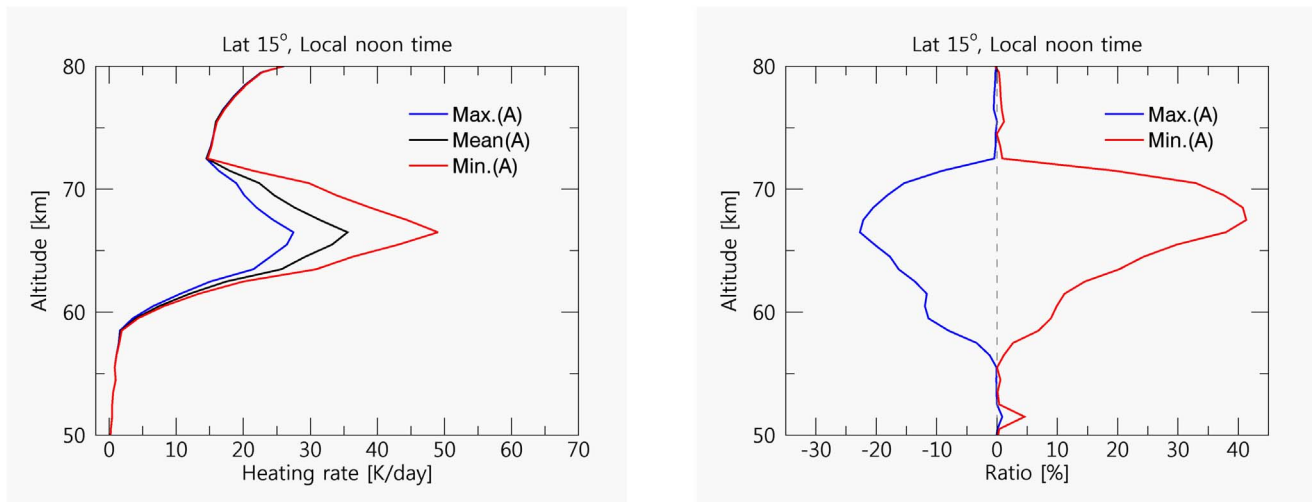 Lat 15°, Local noon time
80
70
60
50
Altitude [km]
Max.(A)
Mean(A)
Min.(A)
0 10 20 30 40 50 60 70
Heating rate [K/day]
Lat 15°, Local noon time
80
70
60
50
Altitude [km]
Max.(A)
Min.(A)
-30 -20 -10 0 10 20 30 40
Ratio [%]